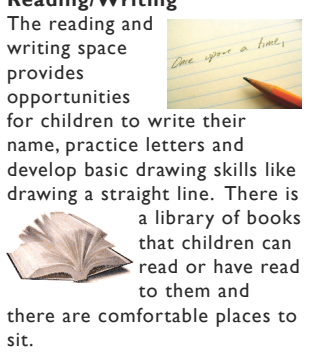 Reading/Writing
The reading and
writing space
provides
opportunities
Once upon a time,
for children to write their
name, practice letters and
develop basic drawing skills like
drawing a straight line. There is
a library of books
that children can
read or have read
to them and
there are comfortable places to
sit.